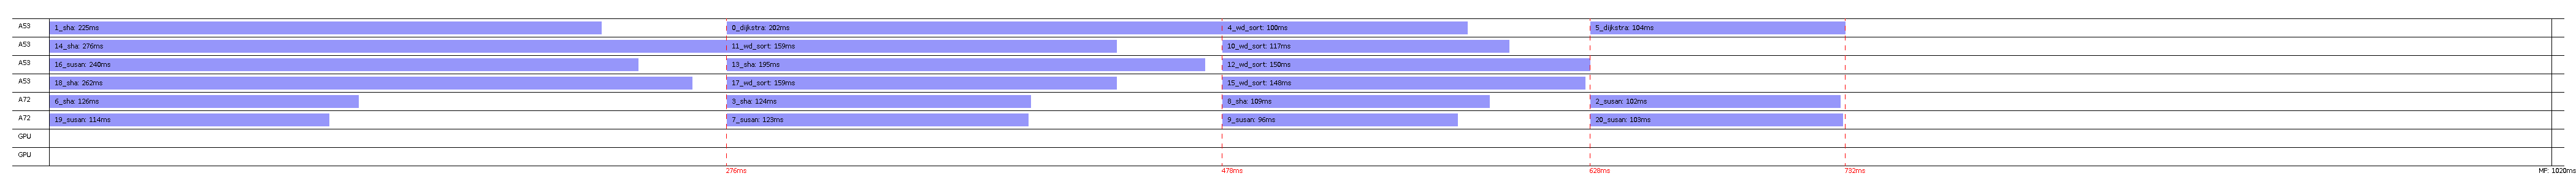 A53 1_sha: 225ms 0_dijkstra: 202ms 4_wd_sort: 100ms 5_dijkstra: 104ms
A53 14_sha: 276ms 11_wd_sort: 159ms 10_wd_sort: 117ms
A53 16_susan: 240ms 13_sha: 195ms 12_wd_sort: 150ms
A53 18_sha: 262ms 17_wd_sort: 159ms 15_wd_sort: 148ms
A72 6_sha: 126ms 3_sha: 124ms 8_sha: 109ms 2_susan: 102ms
A72 19_susan: 114ms 7_susan: 123ms 9_susan: 96ms 20_susan: 103ms
GPU
GPU
276ms 478ms 628ms 732ms MF: 1020ms